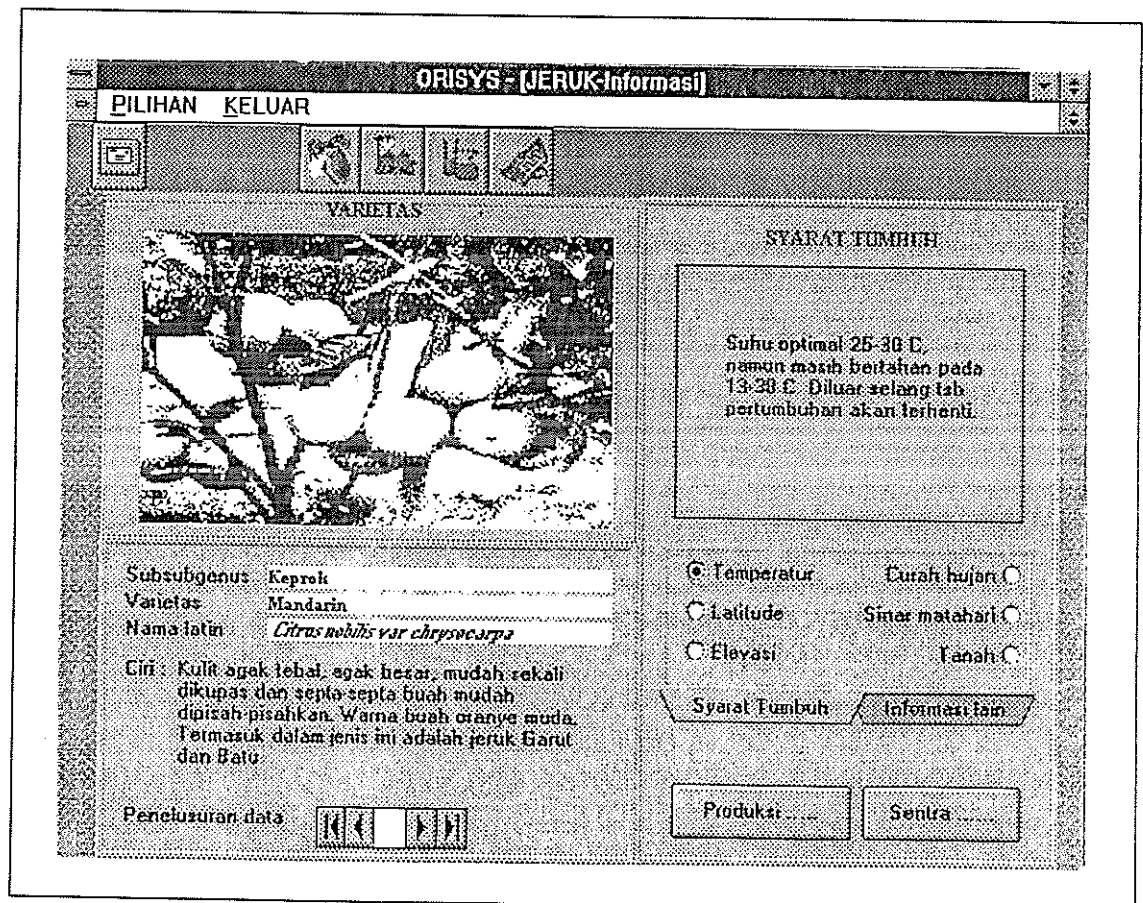 ORISYS - [JERUK-Informasi]
PILIHAN KELUAR
VARIETAS
Subsubgenus Keprok
Varietas Mandarin
Nama latin Citrus nobilis var chrysocarpa
Ciri : Kulit agak tebal, agak besar, mudah sekali
dikupas dan septa-septa buah mudah
dipisah-pisahkan. Warna buah oranye muda.
Termasuk dalam jenis ini adalah jeruk Garut
dan Batu
Penelusuran data
SYARAT TUMBUH
Suhu optimal 25-30 C,
namun masih bertahan pada
13-20 C. Diluar selang tsb
pertumbuhan akan terhenti.
Temperatur Curah hujan
Latitude Sinar matahari
Elevasi Tanah
Syarat Tumbuh Informasi lain
Produksi ...... Sentra .......